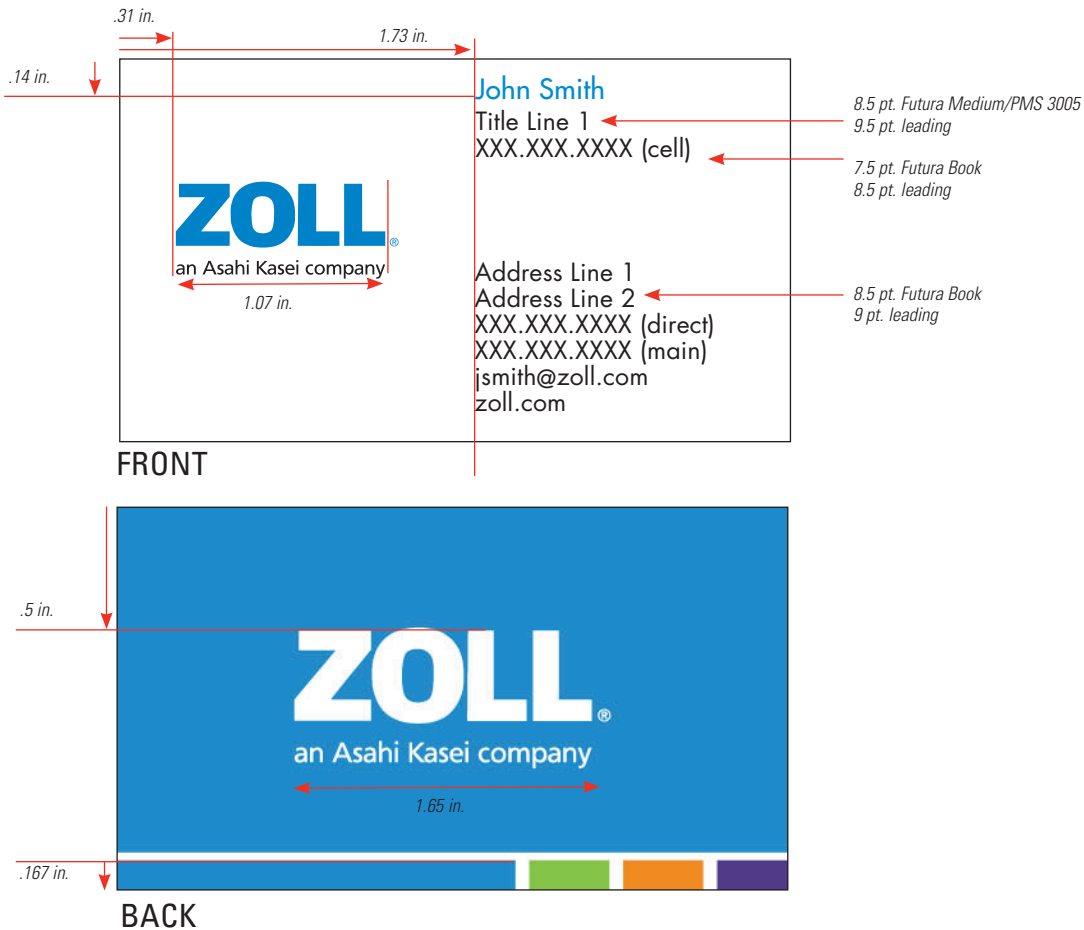 .31 in.
1.73 in.
.14 in.
John Smith
Title Line 1
XXX.XXX.XXXX (cell)
8.5 pt. Futura Medium/PMS 3005
9.5 pt. leading
7.5 pt. Futura Book
8.5 pt. leading
ZOLL®
an Asahi Kasei company
1.07 in.
Address Line 1
Address Line 2
XXX.XXX.XXXX (direct)
XXX.XXX.XXXX (main)
jsmith@zoll.com
zoll.com
8.5 pt. Futura Book
9 pt. leading
FRONT
.5 in.
ZOLL®
an Asahi Kasei company
1.65 in.
.167 in.
BACK